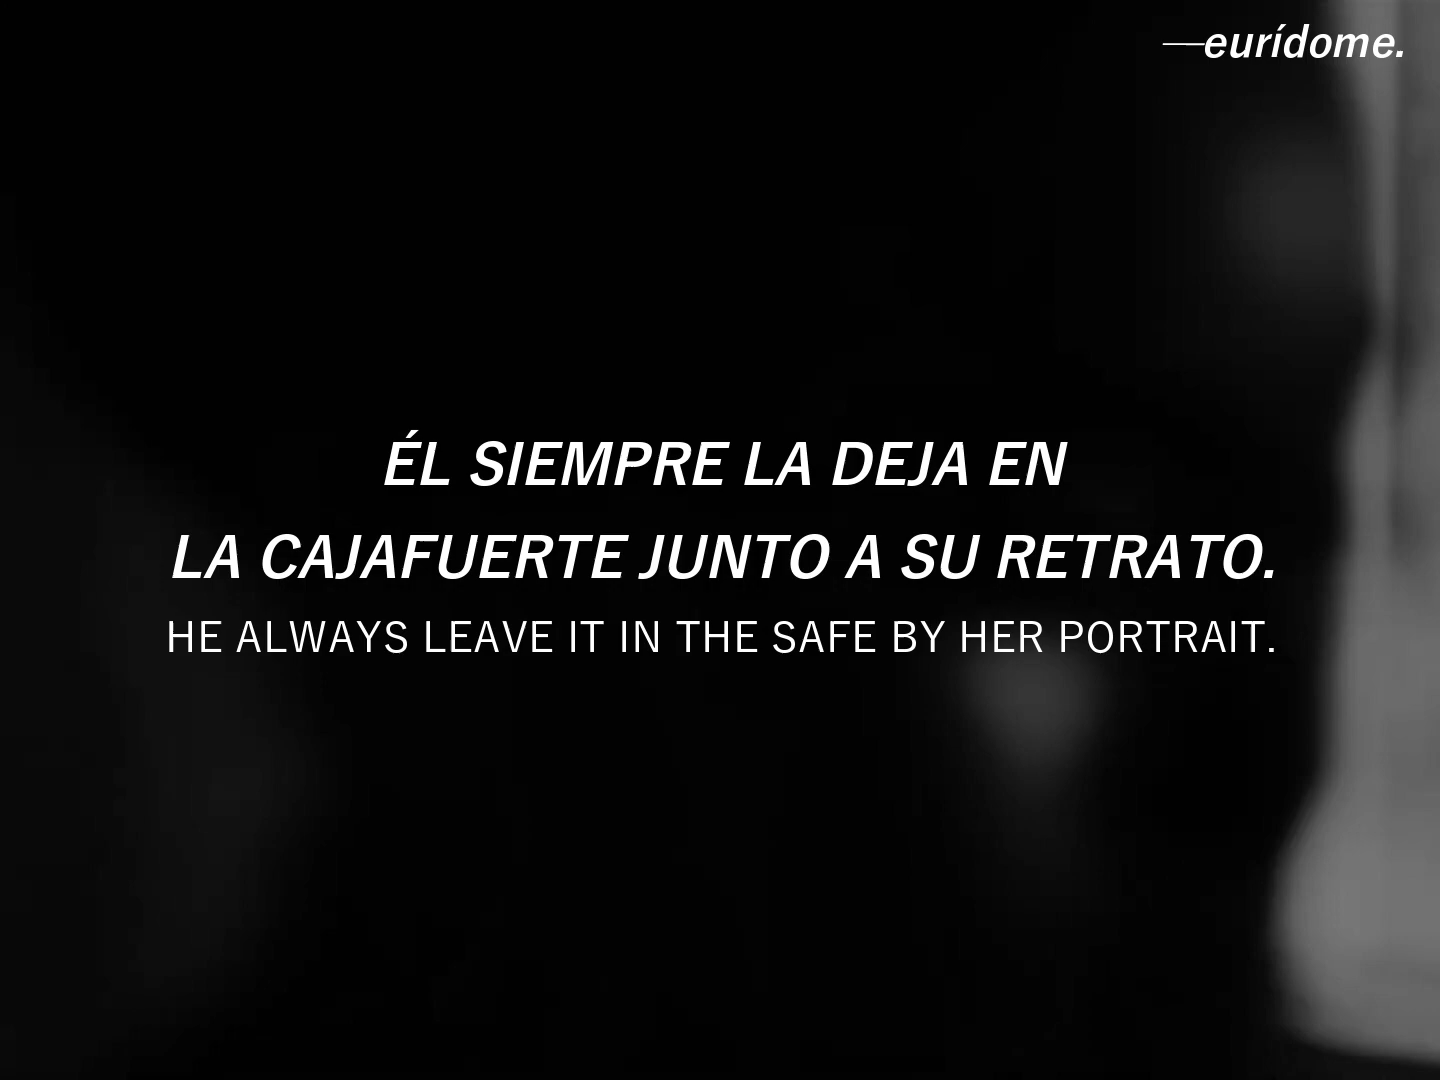 —eurídome.
ÉL SIEMPRE LA DEJA EN
LA CAJAFUERTE JUNTO A SU RETRATO.
HE ALWAYS LEAVE IT IN THE SAFE BY HER PORTRAIT.